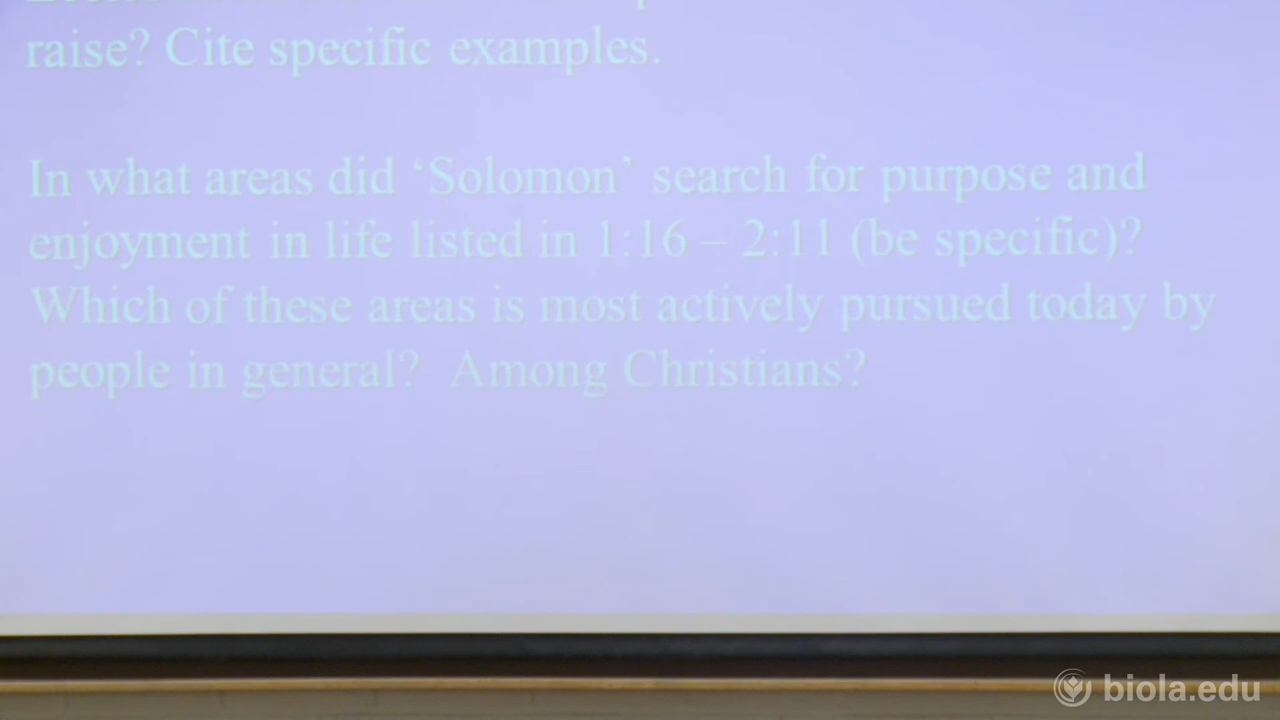 raise? Cite specific examples.
In what areas did ‘Solomon’ search for purpose and
enjoyment in life listed in 1:16 – 2:11 (be specific)?
Which of these areas is most actively pursued today by
people in general? Among Christians?
biola.edu